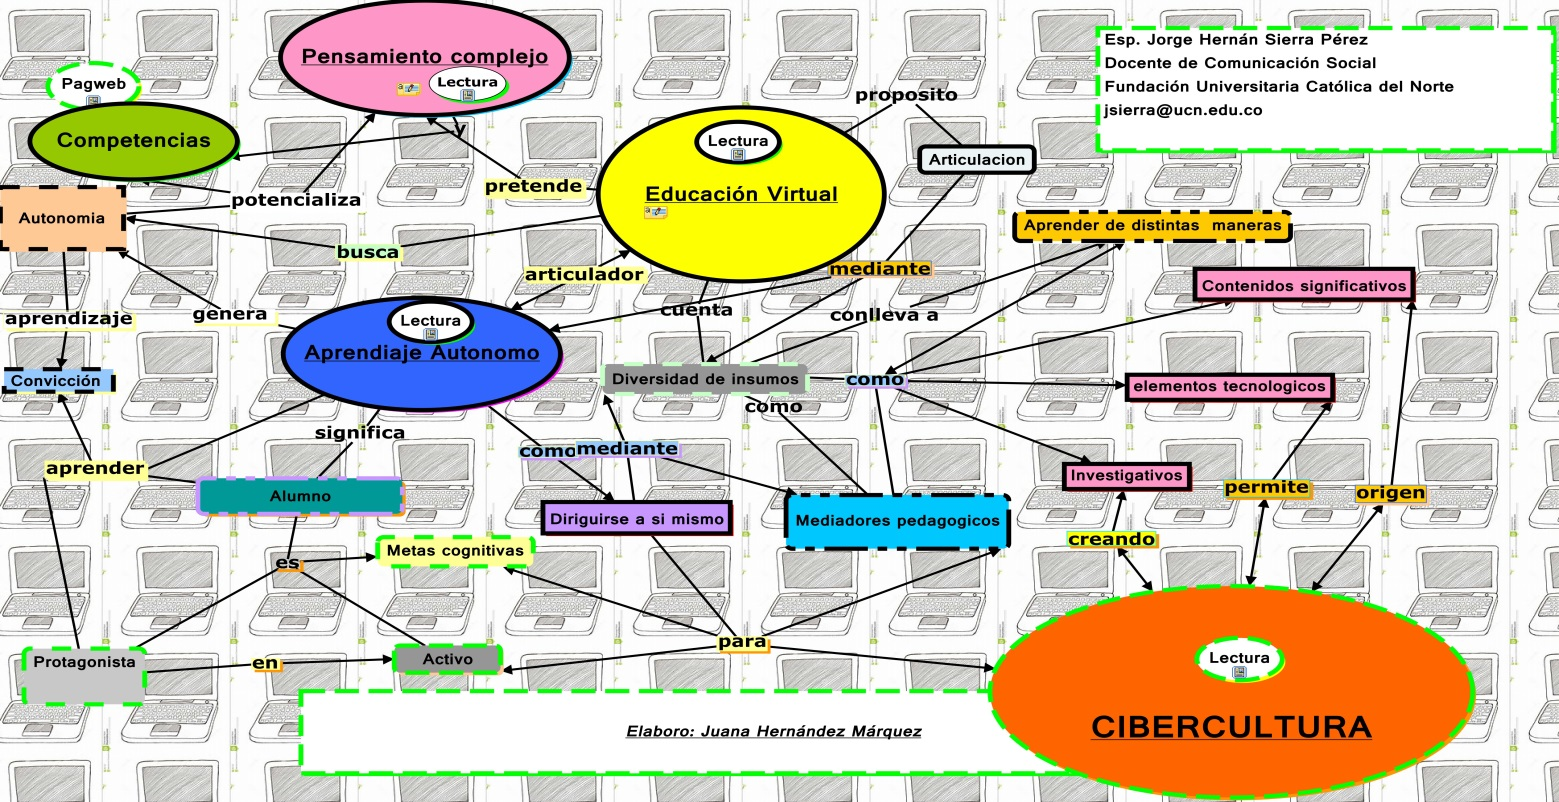 Pensamiento complejo
Lectura
Esp. Jorge Hernán Sierra Pérez
Docente de Comunicación Social
Fundación Universitaria Católica del Norte
jsierra@ucn.edu.co
Pagweb
Competencias
y
proposito
Lectura
Articulacion
Educación Virtual
pretende
potencializa
Autonomia
busca
articulador
mediante
Aprender de distintas maneras
Contenidos significativos
aprendizaje
genera
Lectura
Aprendiaje Autonomo
cuenta
conlleva a
Convicción
Diversidad de insumos
como
elementos tecnologicos
como
significa
aprender
como
mediante
Investigativos
permite
origen
Alumno
Diriguirse a si mismo
Mediadores pedagogicos
creando
Metas cognitivas
es
para
Protagonista
en
Activo
Lectura
Elaboro: Juana Hernández Márquez
CIBERCULTURA